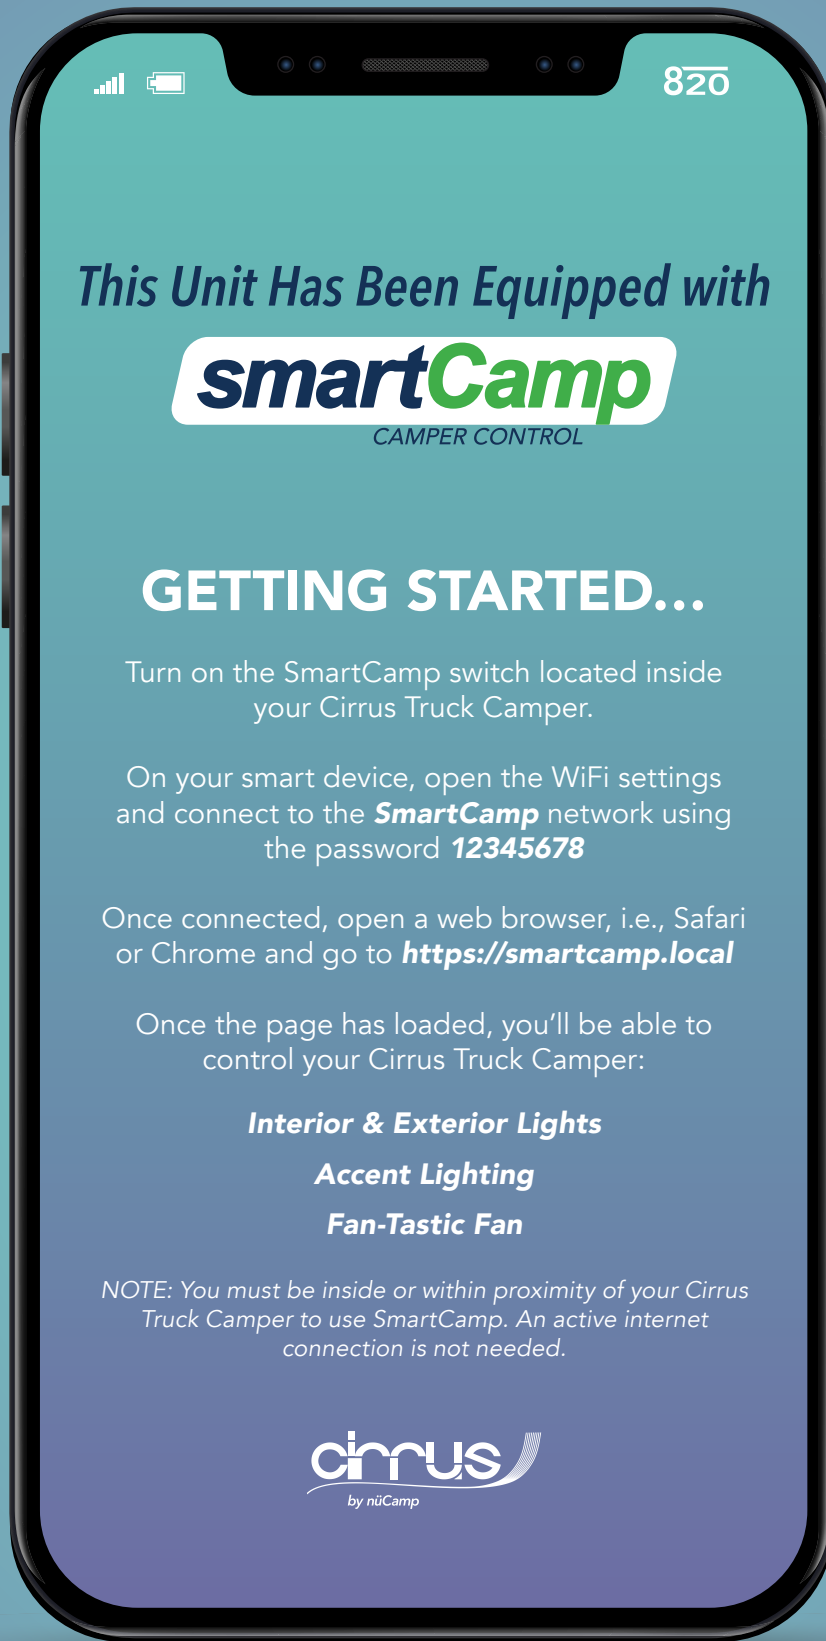 820
This Unit Has Been Equipped with
smartCamp
CAMPER CONTROL
GETTING STARTED...
Turn on the SmartCamp switch located inside
your Cirrus Truck Camper.
On your smart device, open the WiFi settings
and connect to the SmartCamp network using
the password 12345678
Once connected, open a web browser, i.e., Safari
or Chrome and go to https://smartcamp.local
Once the page has loaded, you’ll be able to
control your Cirrus Truck Camper:
Interior & Exterior Lights
Accent Lighting
Fan-Tastic Fan
NOTE: You must be inside or within proximity of your Cirrus
Truck Camper to use SmartCamp. An active internet
connection is not needed.
cirrus
by nüCamp